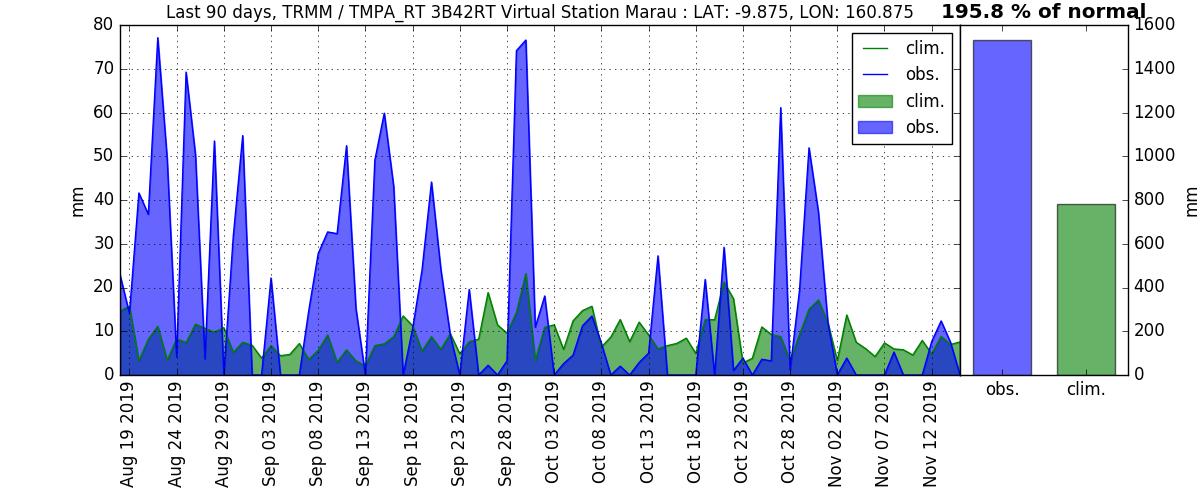 Last 90 days, TRMM / TMPA_RT 3B42RT Virtual Station Marau : LAT: -9.875, LON: 160.875
195.8 % of normal
80
70
60
50
40
30
20
10
0
mm
clim.
obs.
clim.
obs.
1600
1400
1200
1000
800
600
400
200
0
mm
Aug 19 2019
Aug 24 2019
Aug 29 2019
Sep 03 2019
Sep 08 2019
Sep 13 2019
Sep 18 2019
Sep 23 2019
Sep 28 2019
Oct 03 2019
Oct 08 2019
Oct 13 2019
Oct 18 2019
Oct 23 2019
Oct 28 2019
Nov 02 2019
Nov 07 2019
Nov 12 2019
obs.
clim.